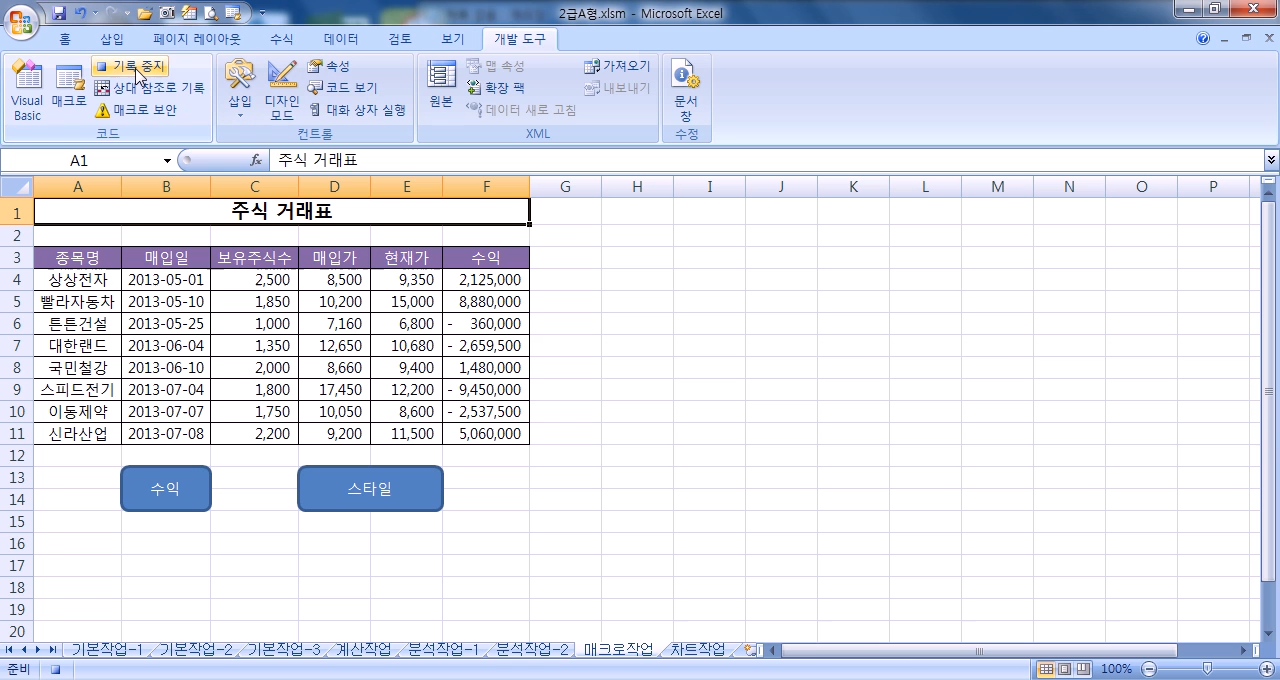 2급A형.xlsm - Microsoft Excel
홈 삽입 페이지 레이아웃 수식 데이터 검토 보기 개발 도구
Visual Basic
매크로
기록 중지
상대 참조로 기록
매크로 보안
코드
삽입
디자인 모드
속성
코드 보기
대화 상자 실행
컨트롤
원본
맵 속성
확장 팩
데이터 새로 고침
가져오기
내보내기
XML
문서 창
수정
A1 fx 주식 거래표
A B C D E F G H I J K L M N O P
1 주식 거래표
2
3 종목명 매입일 보유주식수 매입가 현재가 수익
4 상상전자 2013-05-01 2,500 8,500 9,350 2,125,000
5 빨라자동차 2013-05-10 1,850 10,200 15,000 8,880,000
6 튼튼건설 2013-05-25 1,000 7,160 6,800 - 360,000
7 대한랜드 2013-06-04 1,350 12,650 10,680 - 2,659,500
8 국민철강 2013-06-10 2,000 8,660 9,400 1,480,000
9 스피드전기 2013-07-04 1,800 17,450 12,200 - 9,450,000
10 이동제약 2013-07-07 1,750 10,050 8,600 - 2,537,500
11 신라산업 2013-07-08 2,200 9,200 11,500 5,060,000
12
13
수익 스타일
14
15
16
17
18
19
20
기본작업-1 기본작업-2 기본작업-3 계산작업 분석작업-1 분석작업-2 매크로작업 차트작업
준비 100%